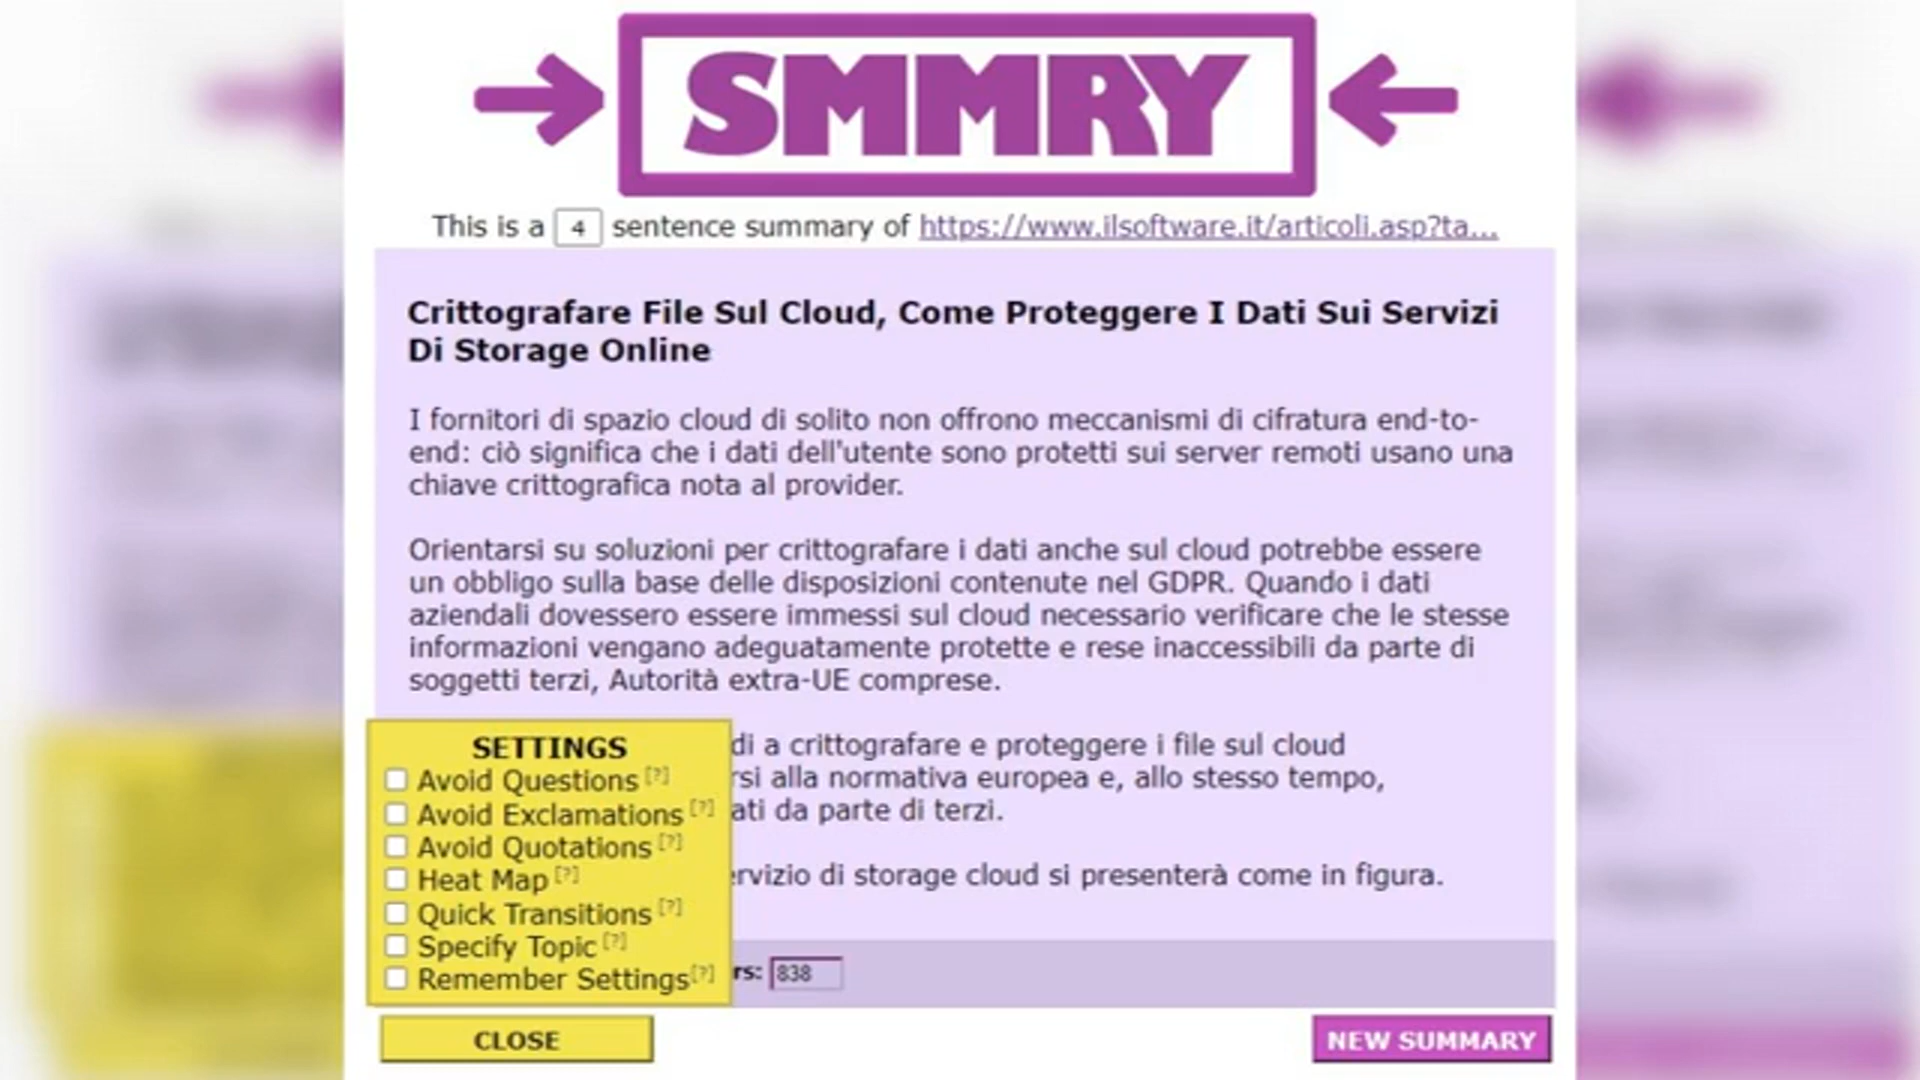 SMMRY
This is a 4 sentence summary of https://www.ilsoftware.it/articoli.asp?ta...
Crittografare File Sul Cloud, Come Proteggere I Dati Sui Servizi
Di Storage Online
I fornitori di spazio cloud di solito non offrono meccanismi di cifratura end-to-
end: ciò significa che i dati dell'utente sono protetti sui server remoti usano una
chiave crittografica nota al provider.
Orientarsi su soluzioni per crittografare i dati anche sul cloud potrebbe essere
un obbligo sulla base delle disposizioni contenute nel GDPR. Quando i dati
aziendali dovessero essere immessi sul cloud necessario verificare che le stesse
informazioni vengano adeguatamente protette e rese inaccessibili da parte di
soggetti terzi, Autorità extra-UE comprese.
di a crittografare e proteggere i file sul cloud
rsi alla normativa europea e, allo stesso tempo,
ati da parte di terzi.
ervizio di storage cloud si presenterà come in figura.
rs: 838
SETTINGS
Avoid Questions [?]
Avoid Exclamations [?]
Avoid Quotations [?]
Heat Map [?]
Quick Transitions [?]
Specify Topic [?]
Remember Settings [?]
CLOSE
NEW SUMMARY